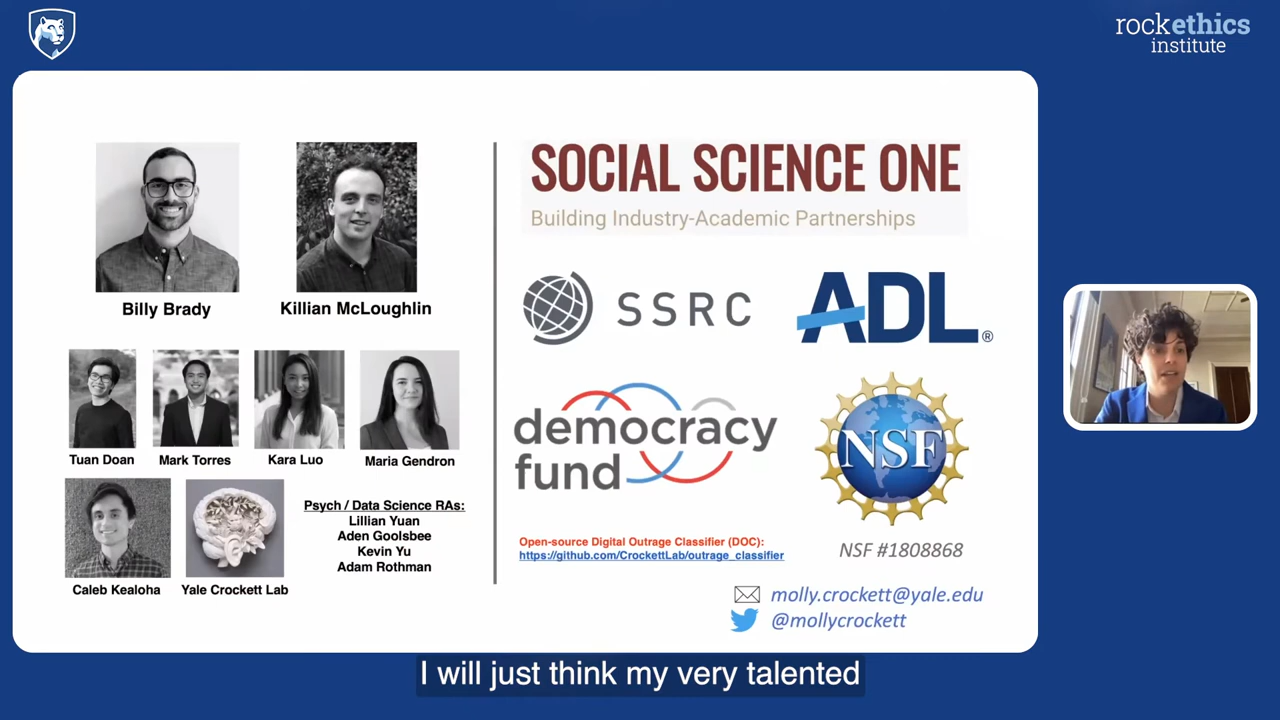 rockethics
institute
Billy Brady
Killian McLoughlin
Tuan Doan
Mark Torres
Kara Luo
Maria Gendron
Caleb Kealoha
Yale Crockett Lab
Psych / Data Science RAs:
Lillian Yuan
Aden Goolsbee
Kevin Yu
Adam Rothman
SOCIAL SCIENCE ONE
Building Industry-Academic Partnerships
SSRC
ADL®
democracy
fund
NSF
Open-source Digital Outrage Classifier (DOC):
https://github.com/CrockettLab/outrage_classifier
NSF #1808868
molly.crockett@yale.edu
@mollycrockett
I will just think my very talented